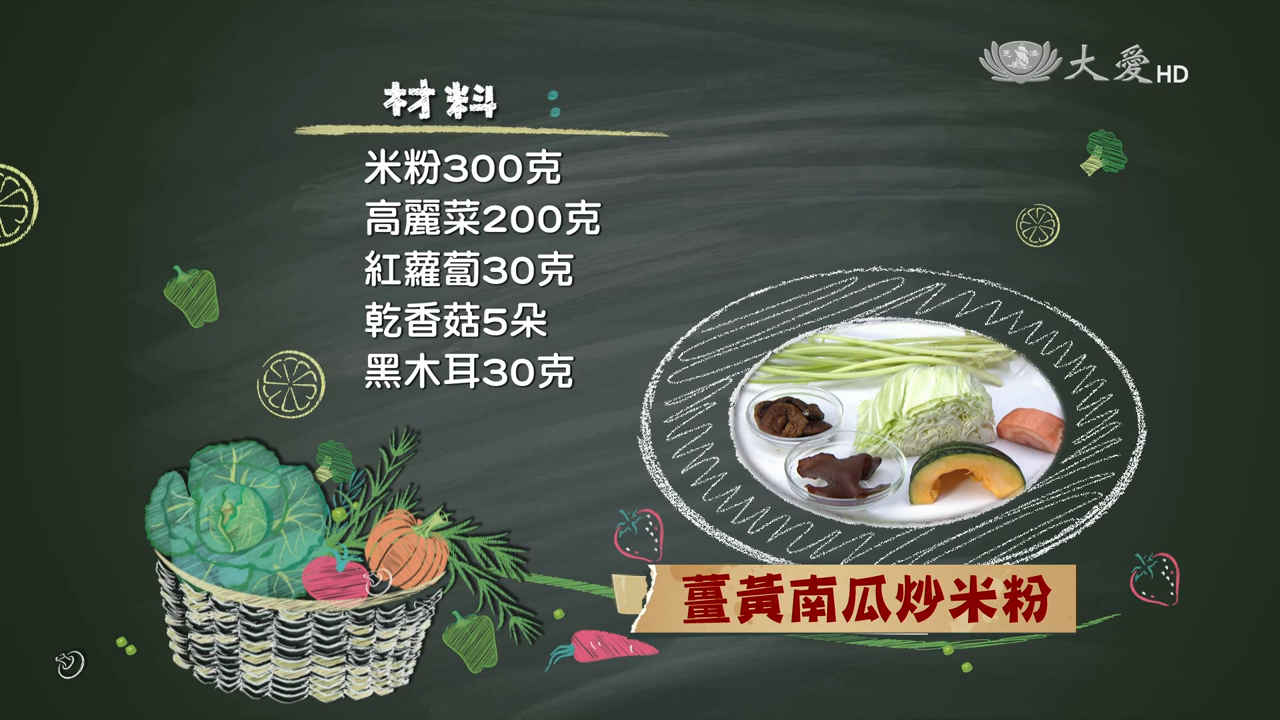 大愛HD
材料：
米粉300克
高麗菜200克
紅蘿蔔30克
乾香菇5朵
黑木耳30克
薑黃南瓜炒米粉